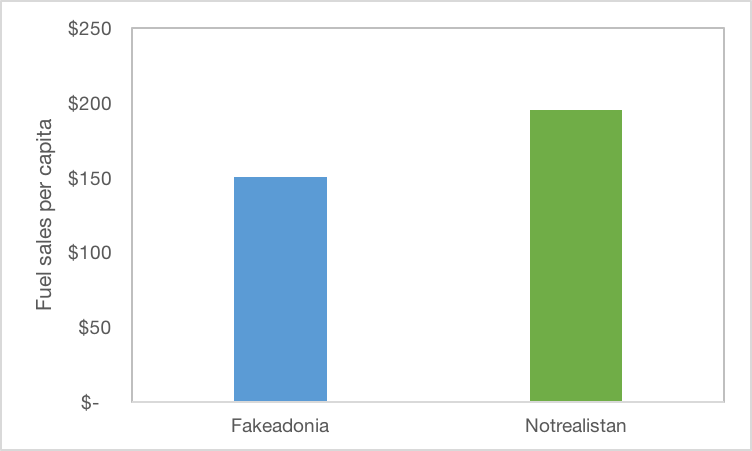 $250
$200
$150
$100
$50
$-
Fuel sales per capita
Fakeadonia
Notrealistan